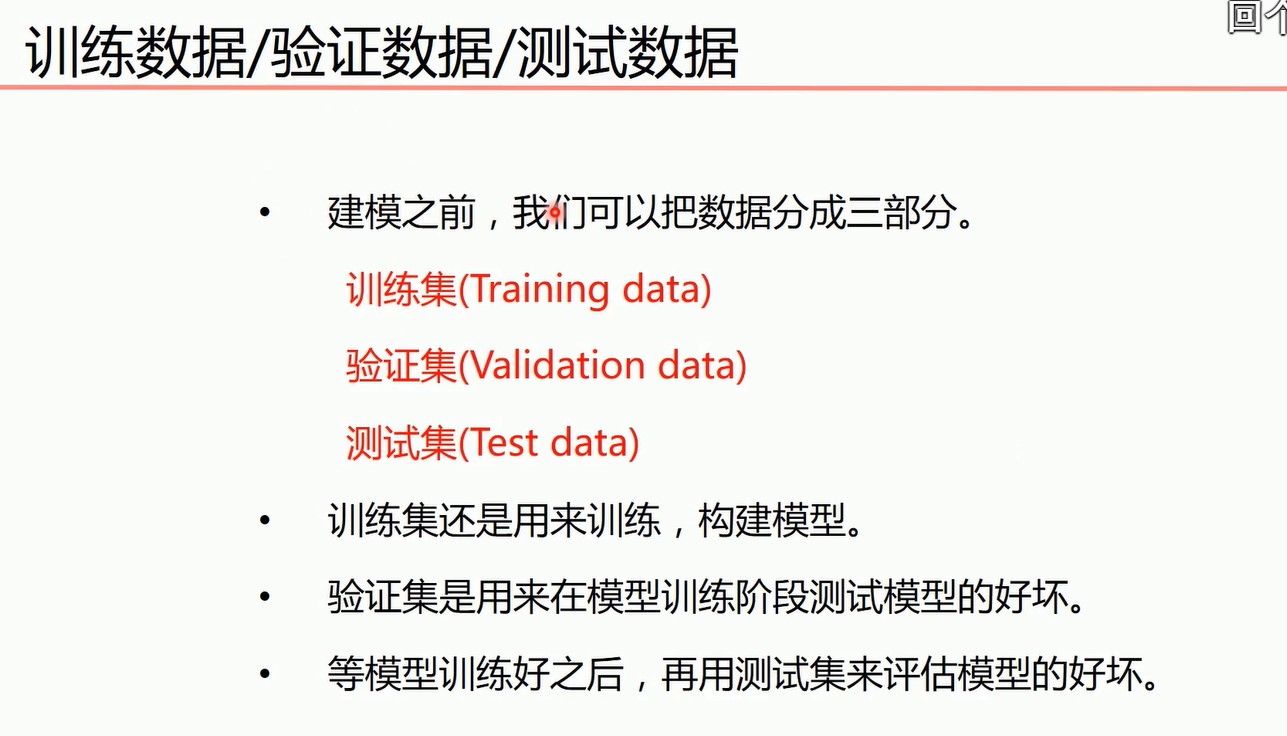 训练数据/验证数据/测试数据
回个
• 建模之前，我们可以把数据分成三部分。
训练集(Training data)
验证集(Validation data)
测试集(Test data)
• 训练集还是用来训练，构建模型。
• 验证集是用来在模型训练阶段测试模型的好坏。
• 等模型训练好之后，再用测试集来评估模型的好坏。